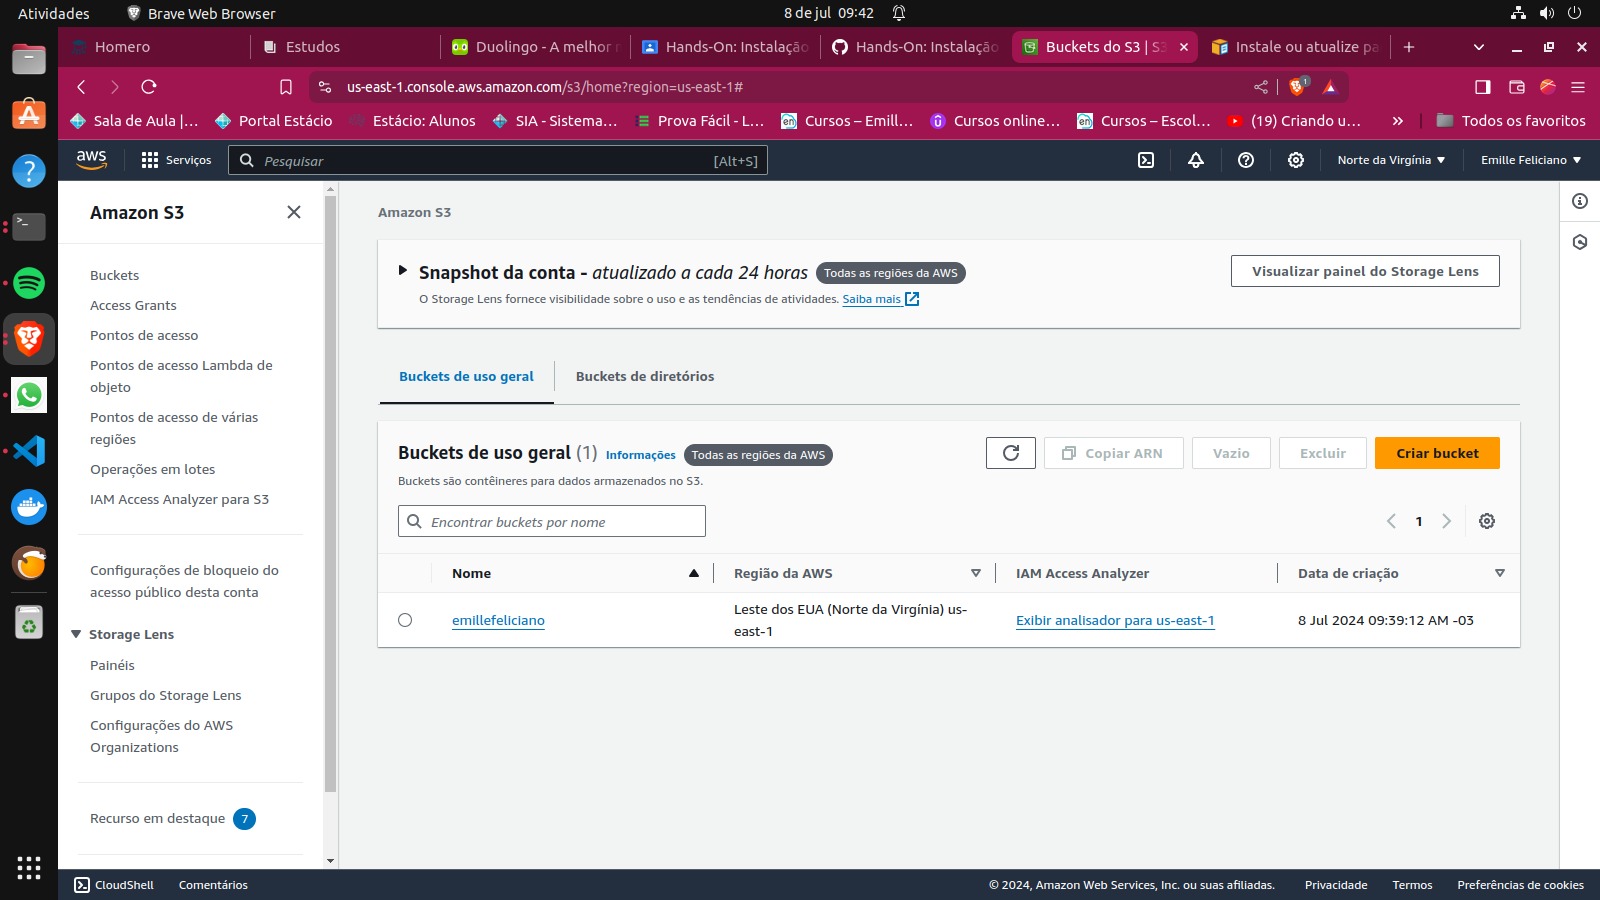 Atividades
Brave Web Browser
8 de jul 09:42
Homero
Estudos
Duolingo - A melhor
Hands-On: Instalação
Hands-On: Instalação
Buckets do S3 | S3
Instale ou atualize pa
us-east-1.console.aws.amazon.com/s3/home?region=us-east-1#
1
Sala de Aula |...
Portal Estácio
Estácio: Alunos
SIA - Sistema...
Prova Fácil - L...
Cursos – Emill...
Cursos online...
Cursos – Escol...
(19) Criando u...
»
Todos os favoritos
aws
Serviços
Pesquisar
[Alt+S]
Norte da Virgínia
Emille Feliciano
Amazon S3
Buckets
Access Grants
Pontos de acesso
Pontos de acesso Lambda de
objeto
Pontos de acesso de várias
regiões
Operações em lotes
IAM Access Analyzer para S3
Configurações de bloqueio do
acesso público desta conta
Storage Lens
Painéis
Grupos do Storage Lens
Configurações do AWS
Organizations
Recurso em destaque 7
Amazon S3
Snapshot da conta - atualizado a cada 24 horas
Todas as regiões da AWS
O Storage Lens fornece visibilidade sobre o uso e as tendências de atividades. Saiba mais
Visualizar painel do Storage Lens
Buckets de uso geral
Buckets de diretórios
Buckets de uso geral (1)
Informações
Todas as regiões da AWS
Copiar ARN
Vazio
Excluir
Criar bucket
Buckets são contêineres para dados armazenados no S3.
Encontrar buckets por nome
1
Nome
Região da AWS
IAM Access Analyzer
Data de criação
emillefeliciano
Leste dos EUA (Norte da Virgínia) us-
east-1
Exibir analisador para us-east-1
8 Jul 2024 09:39:12 AM -03
CloudShell
Comentários
© 2024, Amazon Web Services, Inc. ou suas afiliadas.
Privacidade
Termos
Preferências de cookies